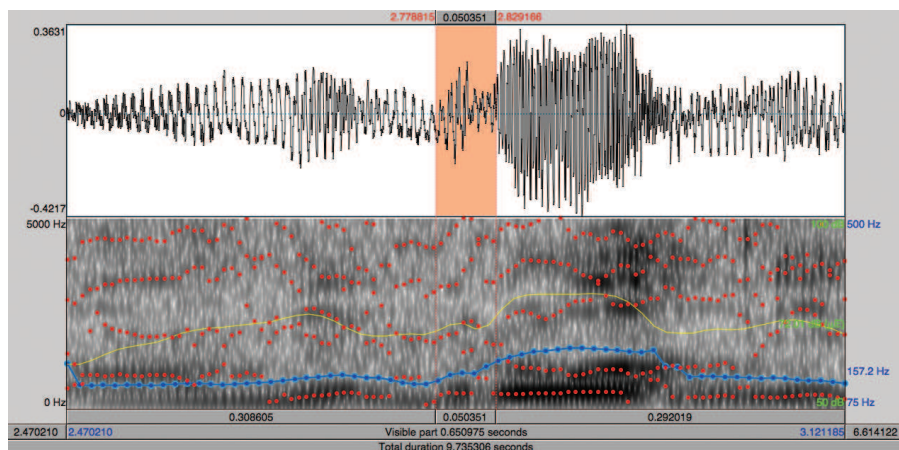 2.778815 0.050351 2.829166
0.3631
0
-0.4217
5000 Hz 500 Hz
157.2 Hz
0 Hz 50 dB 75 Hz
0.308605 0.050351 0.292019
2.470210 2.470210 Visible part 0.650975 seconds 3.121185 6.614122
Total duration 9.735306 seconds